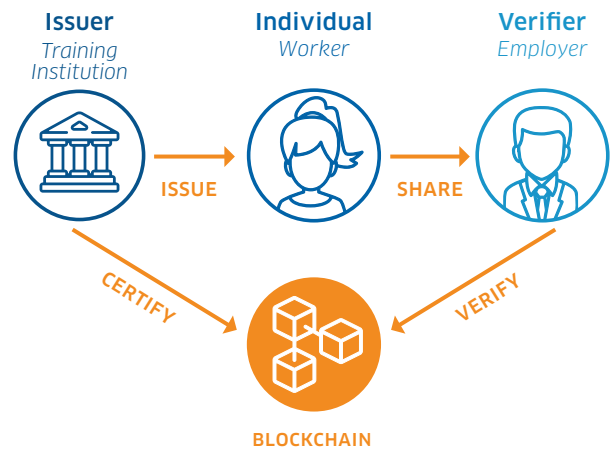 Issuer
Training
Institution
Individual
Worker
Verifier
Employer
ISSUE
SHARE
CERTIFY
VERIFY
BLOCKCHAIN